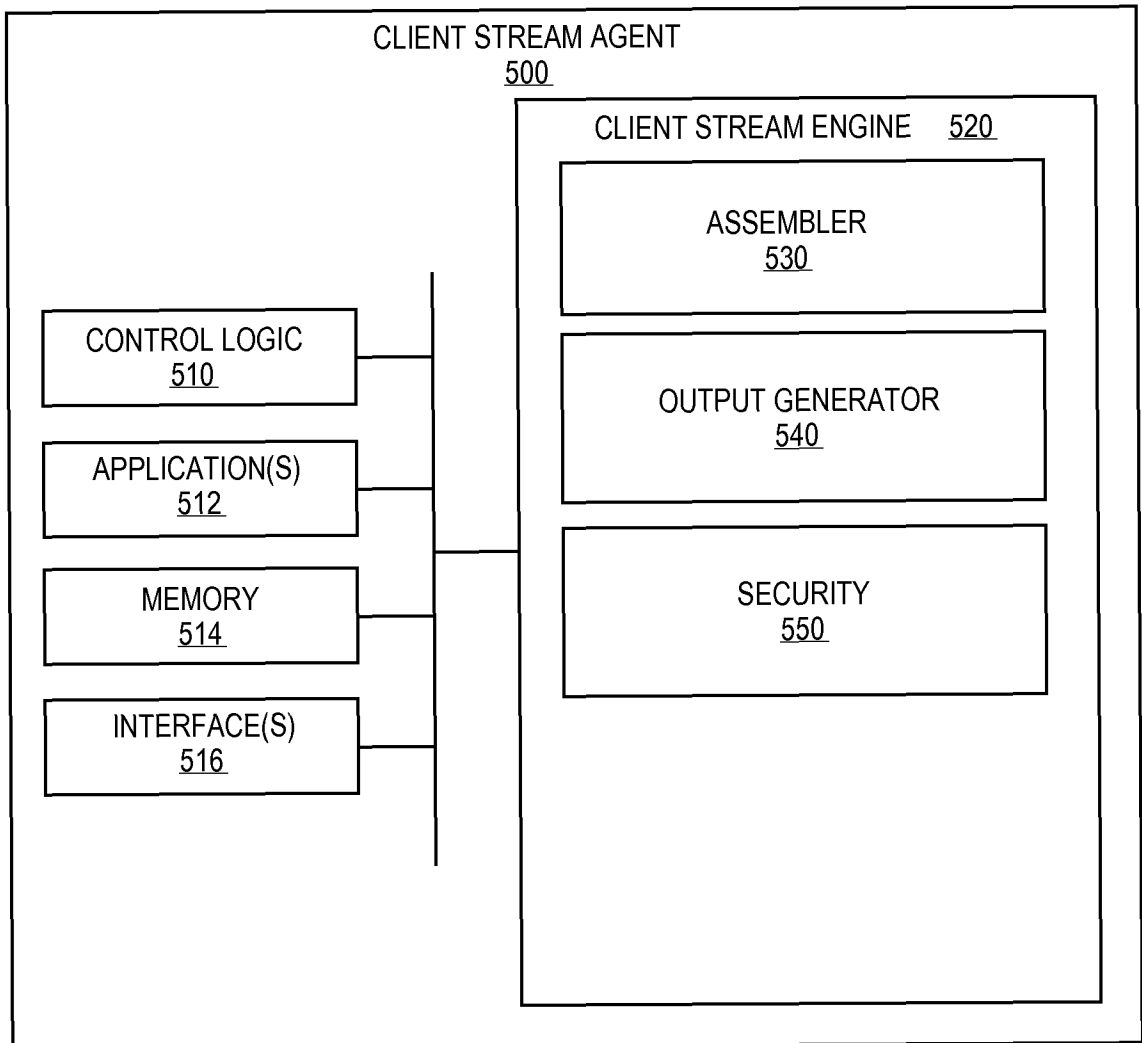 CLIENT STREAM AGENT
500
CLIENT STREAM ENGINE 520
ASSEMBLER
530
OUTPUT GENERATOR
540
SECURITY
550
CONTROL LOGIC
510
APPLICATION(S)
512
MEMORY
514
INTERFACE(S)
516